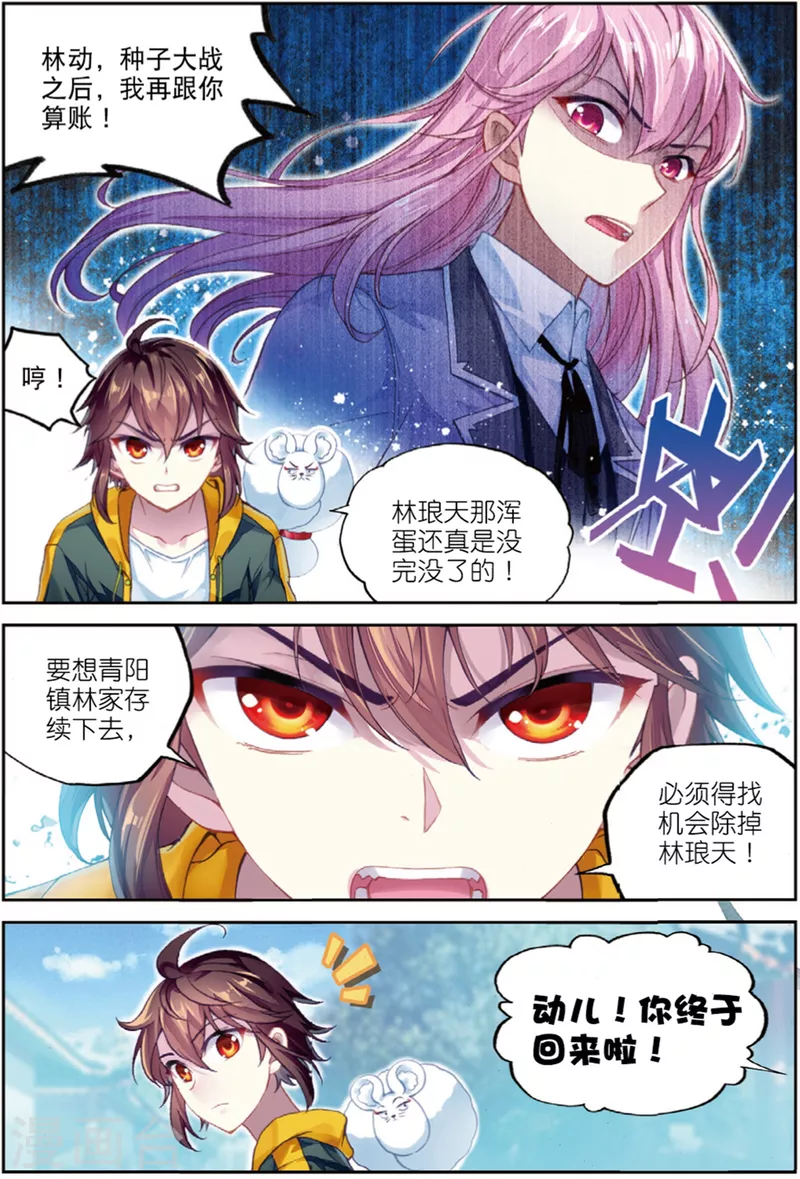 林动，种子大战
之后，我再跟你
算账！
哼！
林琅天那浑
蛋还真是没
完没了的！
要想青阳
镇林家存
续下去，
必须得找
机会除掉
林琅天！
动儿！你终于
回来啦！
漫画台